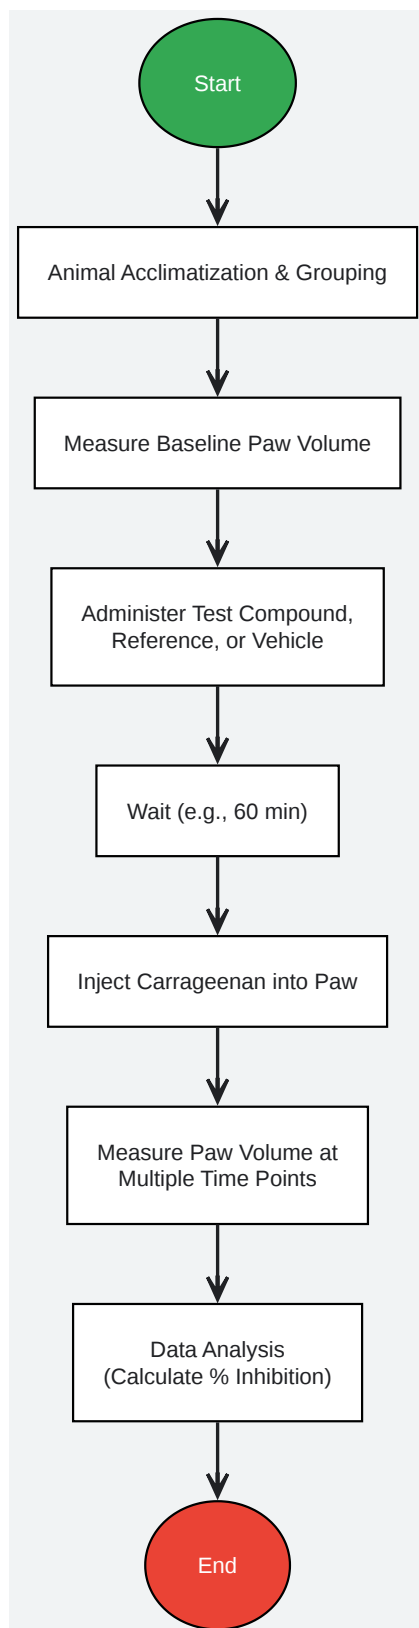 Start
Animal Acclimatization & Grouping
Measure Baseline Paw Volume
Administer Test Compound,
Reference, or Vehicle
Wait (e.g., 60 min)
Inject Carrageenan into Paw
Measure Paw Volume at
Multiple Time Points
Data Analysis
(Calculate % Inhibition)
End